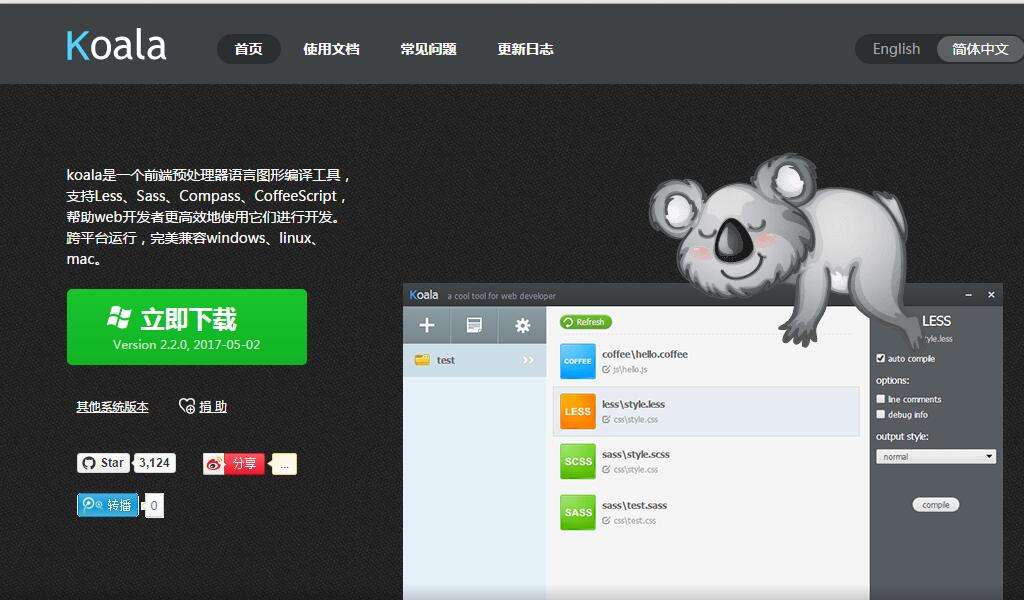 Koala
首页 使用文档 常见问题 更新日志
English 简体中文
koala是一个前端预处理器语言图形编译工具，
支持Less、Sass、Compass、CoffeeScript，
帮助web开发者更高效地使用它们进行开发。
跨平台运行，完美兼容windows、linux、
mac。
立即下载
Version 2.2.0, 2017-05-02
其他系统版本 捐助
Star 3,124 分享 ...
转播 0
Koala a cool tool for web developer
test
Refresh
COFFEE
coffee\hello.coffee
js\hello.js
LESS
less\style.less
css\style.css
SCSS
sass\style.scss
css\style.css
SASS
sass\test.sass
css\test.css
LESS
yle.less
auto compile
options:
line comments
debug info
output style:
normal
compile